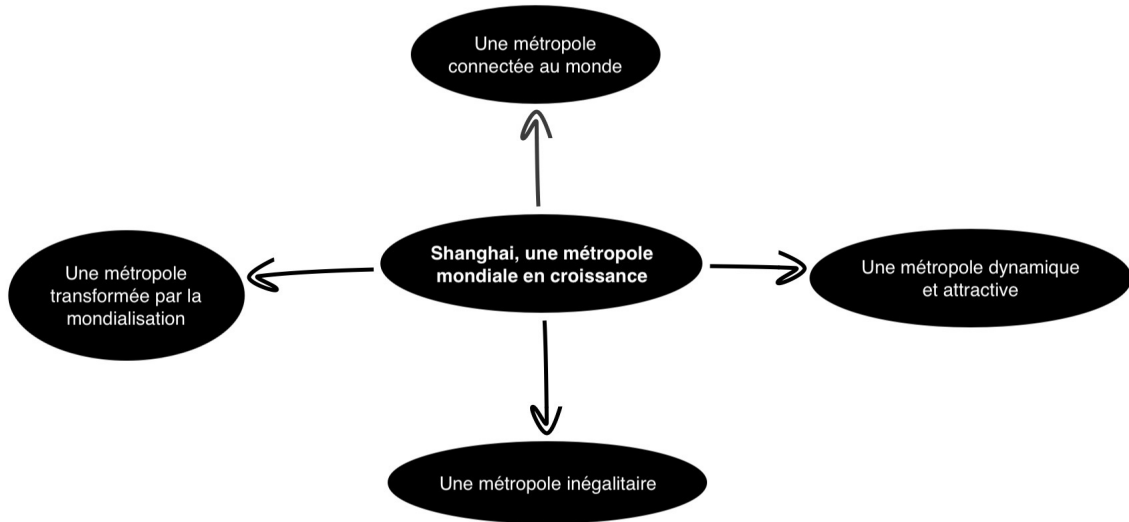 Une métropole
connectée au monde
Shanghai, une métropole
mondiale en croissance
Une métropole
transformée par la
mondialisation
Une métropole dynamique
et attractive
Une métropole inégalitaire